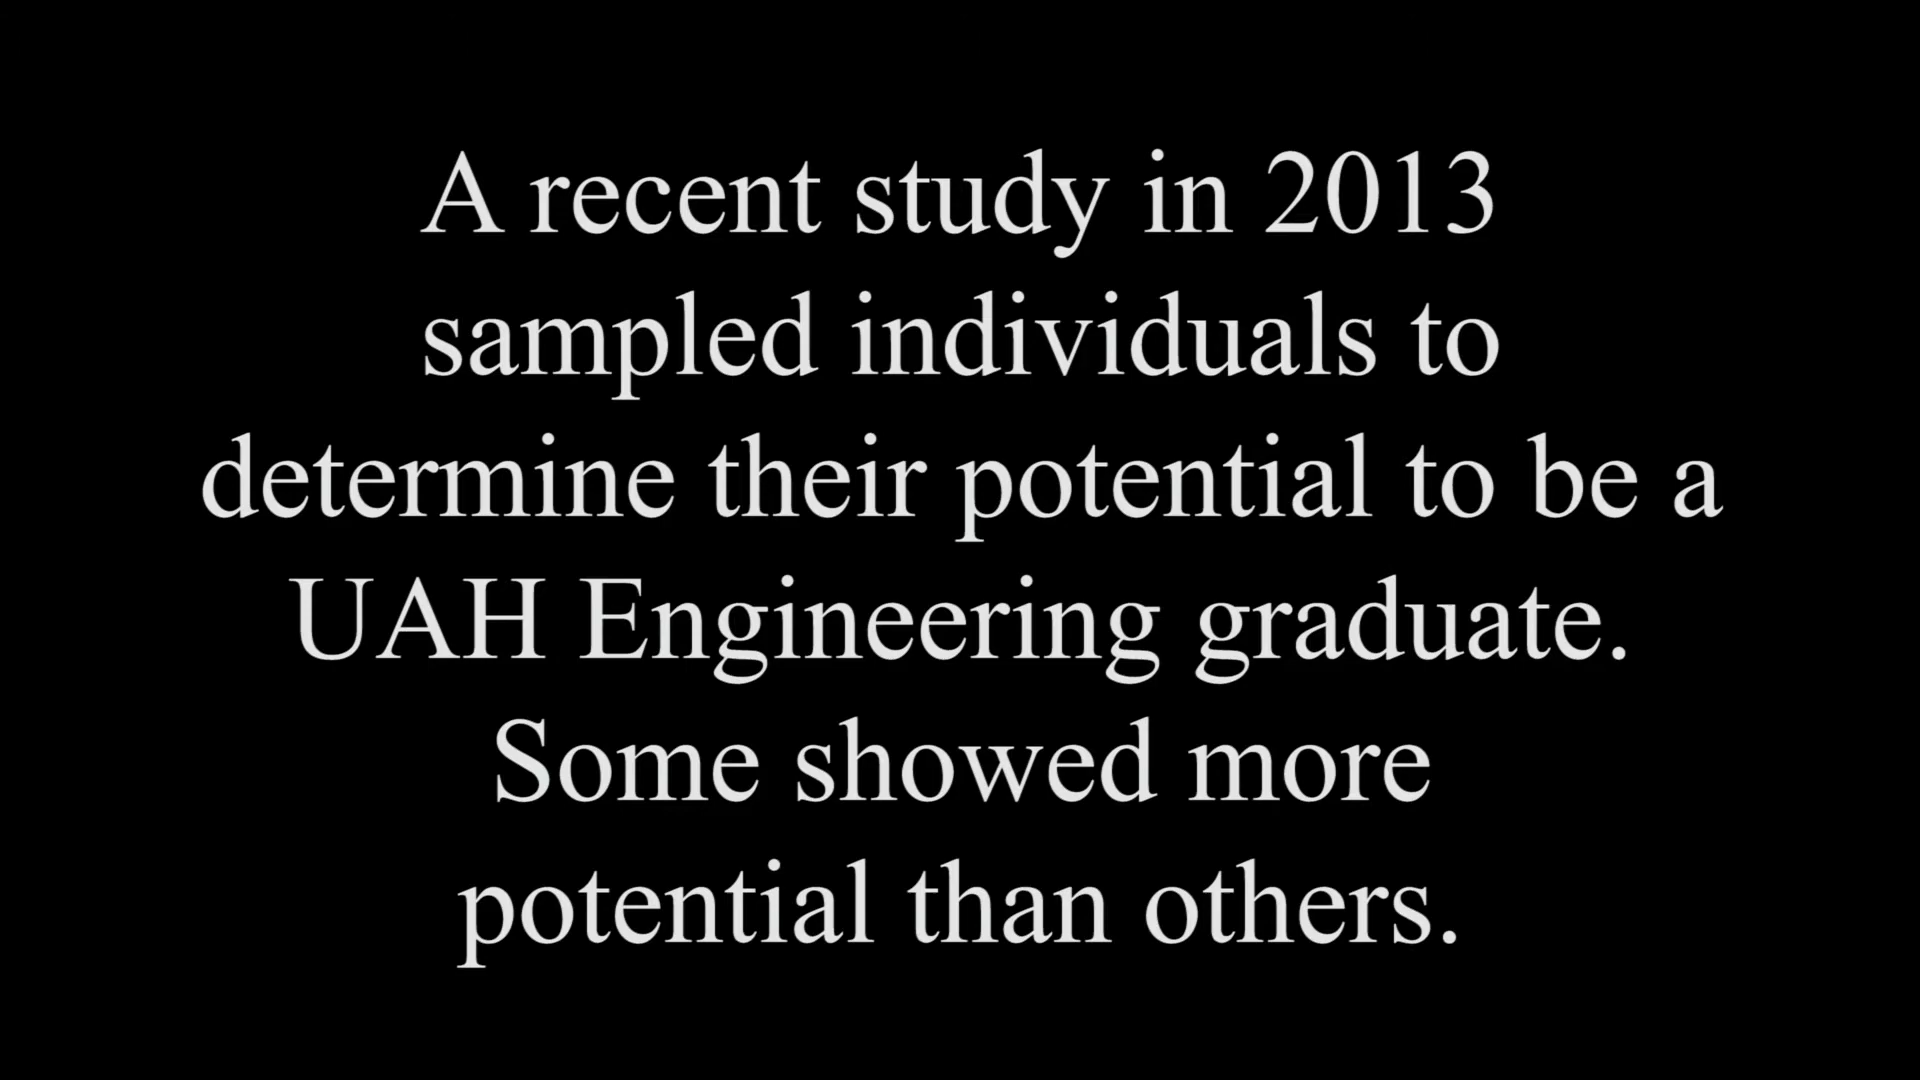 A recent study in 2013
sampled individuals to
determine their potential to be a
UAH Engineering graduate.
Some showed more
potential than others.